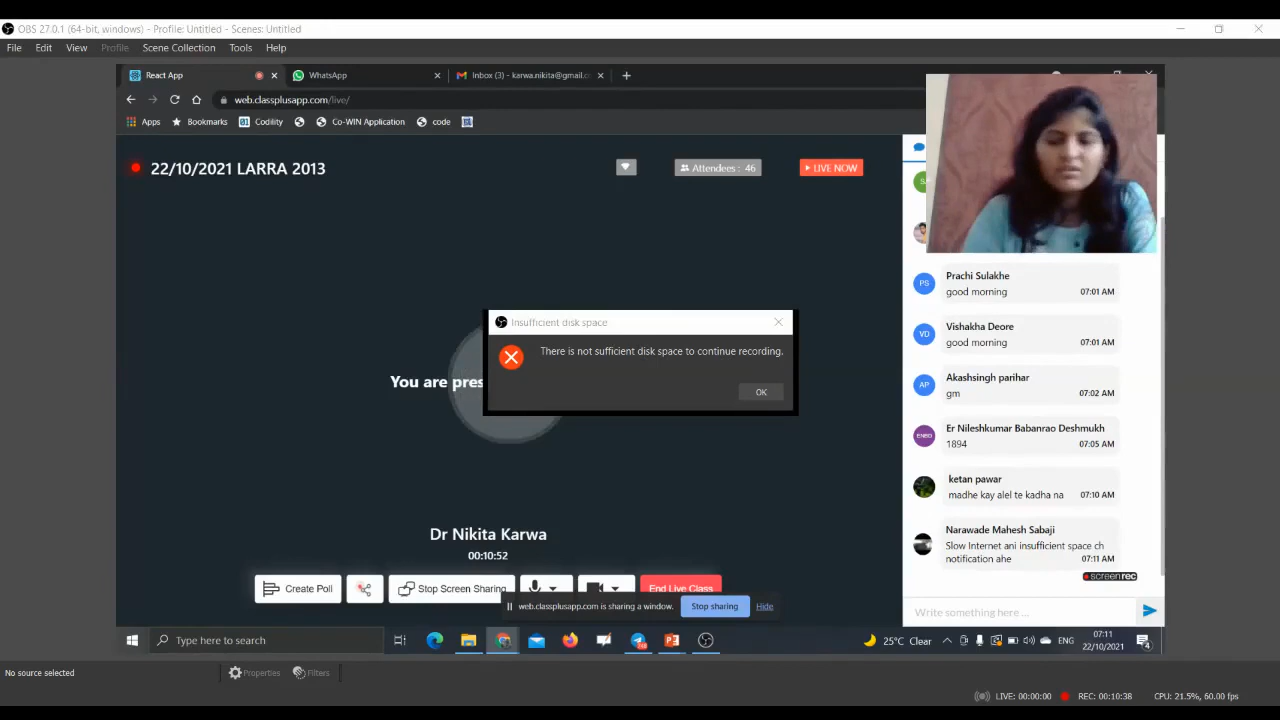 OBS 27.0.1 (64-bit, windows) - Profile: Untitled - Scenes: Untitled
File Edit View Profile Scene Collection Tools Help
React App
WhatsApp
Inbox (3) - karwa.nikita@gmail.c
web.classplusapp.com/live/
Apps Bookmarks Codility Co-WIN Application code
22/10/2021 LARRA 2013
Attendees : 46
LIVE NOW
Prachi Sulakhe
good morning 07:01 AM
Vishakha Deore
good morning 07:01 AM
Akashsingh parihar
gm 07:02 AM
Er Nileshkumar Babanrao Deshmukh
1894 07:05 AM
ketan pawar
madhe kay alel te kadha na 07:10 AM
Narawade Mahesh Sabaji
Slow Internet ani insufficient space ch
notification ahe 07:11 AM
screenrec
Write something here ...
Insufficient disk space
There is not sufficient disk space to continue recording.
OK
You are pres
Dr Nikita Karwa
00:10:52
Create Poll Stop Screen Sharing End Live Class
web.classplusapp.com is sharing a window. Stop sharing Hide
Type here to search
25°C Clear ENG 07:11
22/10/2021
4
No source selected Properties Filters
LIVE: 00:00:00 REC: 00:10:38 CPU: 21.5%, 60.00 fps
PS
VD
AP